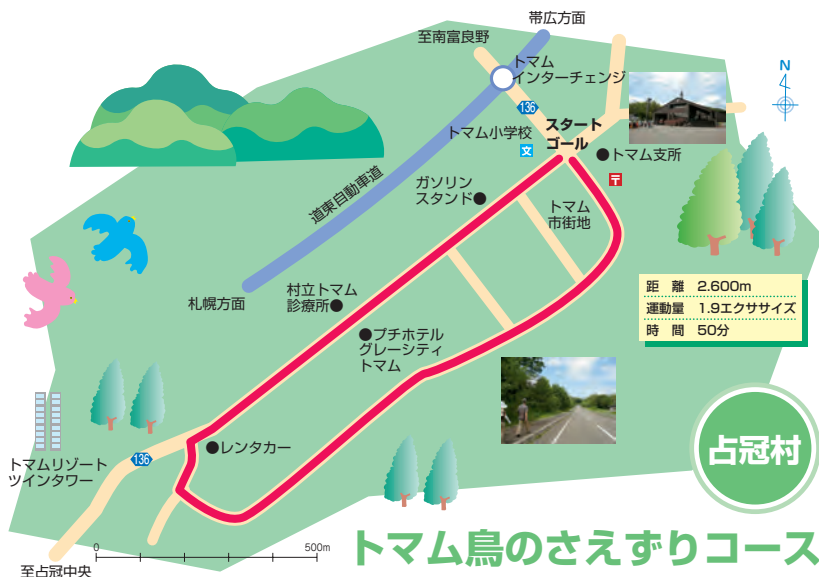 帯広方面
至南富良野
トマム
インターチェンジ
N
136
スタート
ゴール
トマム小学校
文
トマム支所
〒
道東自動車道
ガソリン
スタンド
トマム
市街地
札幌方面
村立トマム
診療所
プチホテル
グレーシティ
トマム
距　離　2.600m
運動量　1.9エクササイズ
時　間　50分
占冠村
レンタカー
136
トマムリゾート
ツインタワー
0 500m
至占冠中央
トマム鳥のさえずりコース